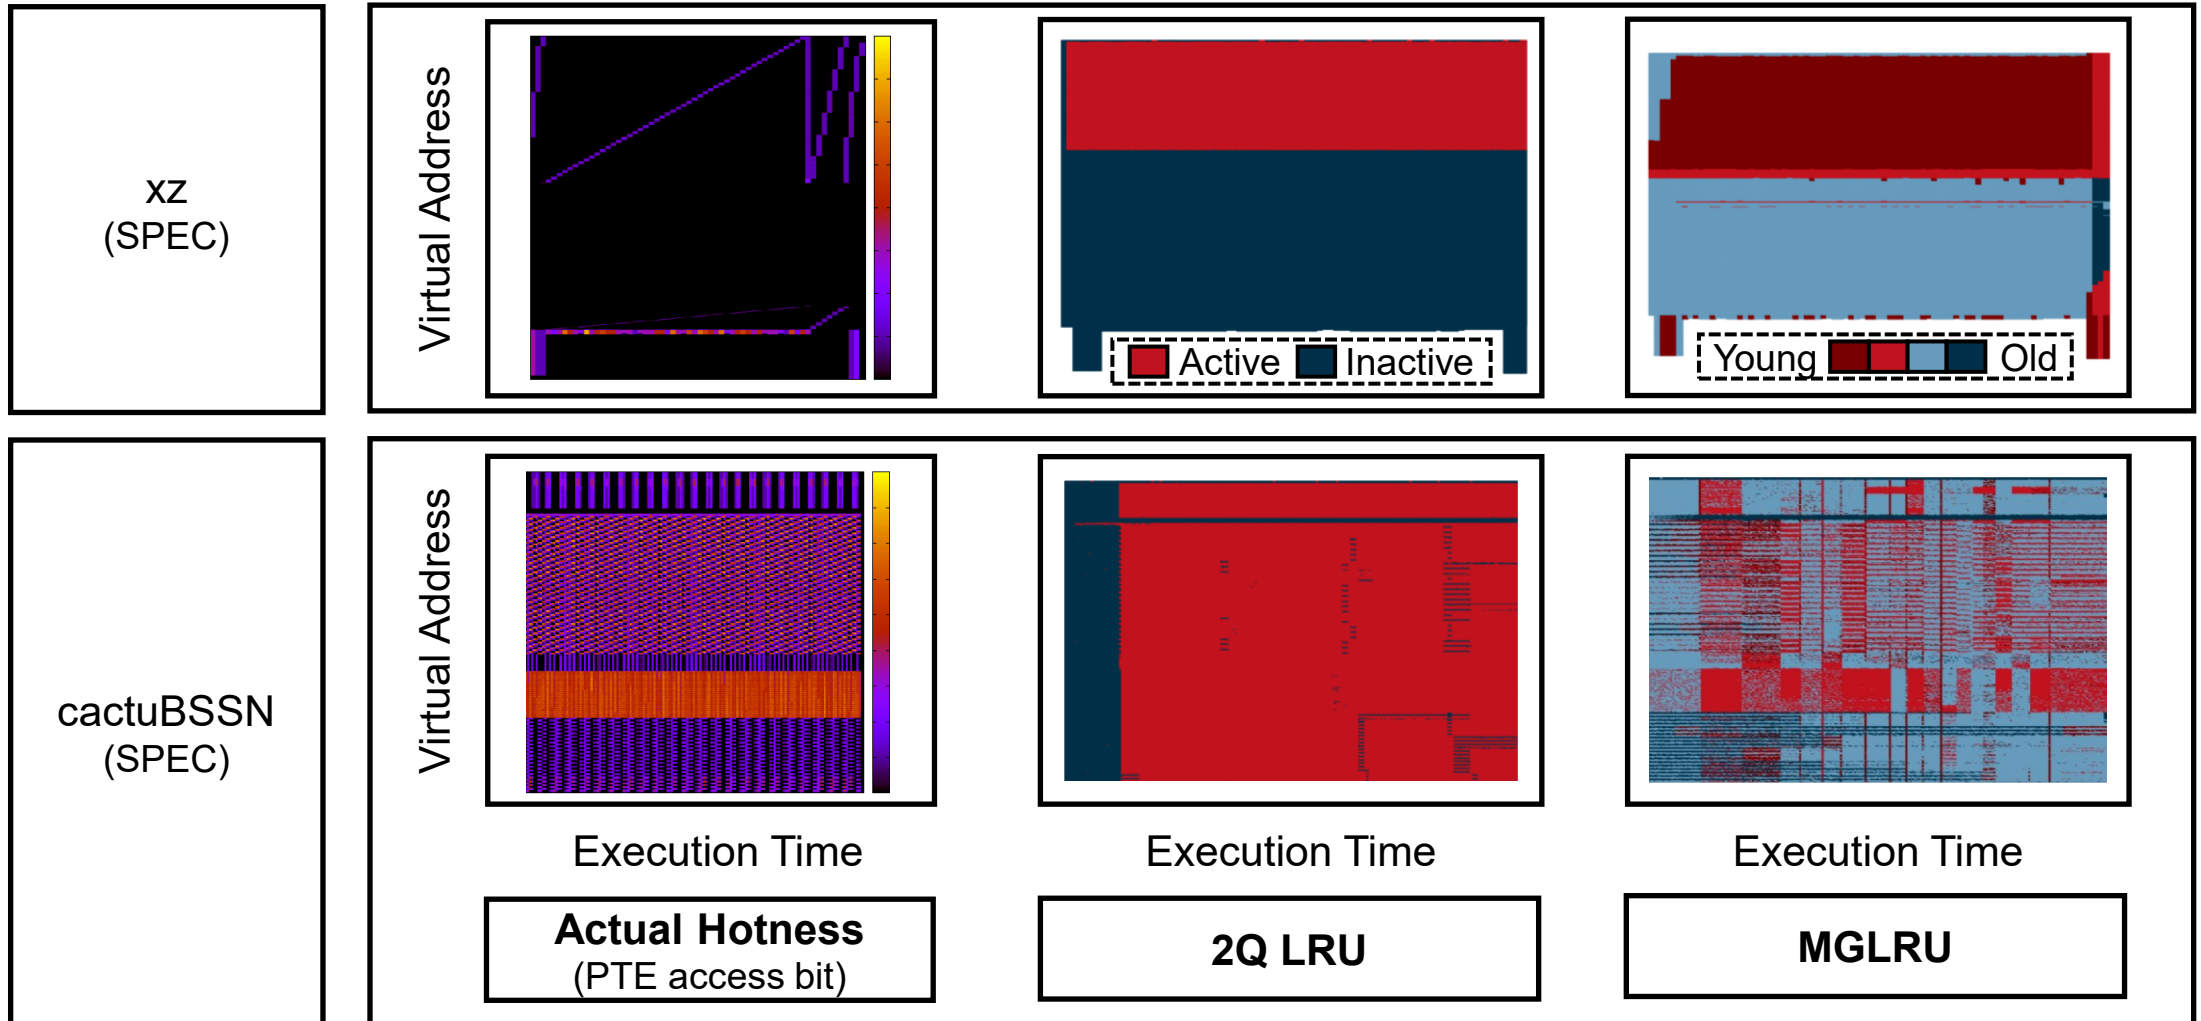 xz
(SPEC)
Virtual Address
Active
Inactive
Young
Old
cactuBSSN
(SPEC)
Virtual Address
Execution Time
Execution Time
Execution Time
Actual Hotness
(PTE access bit)
2Q LRU
MGLRU